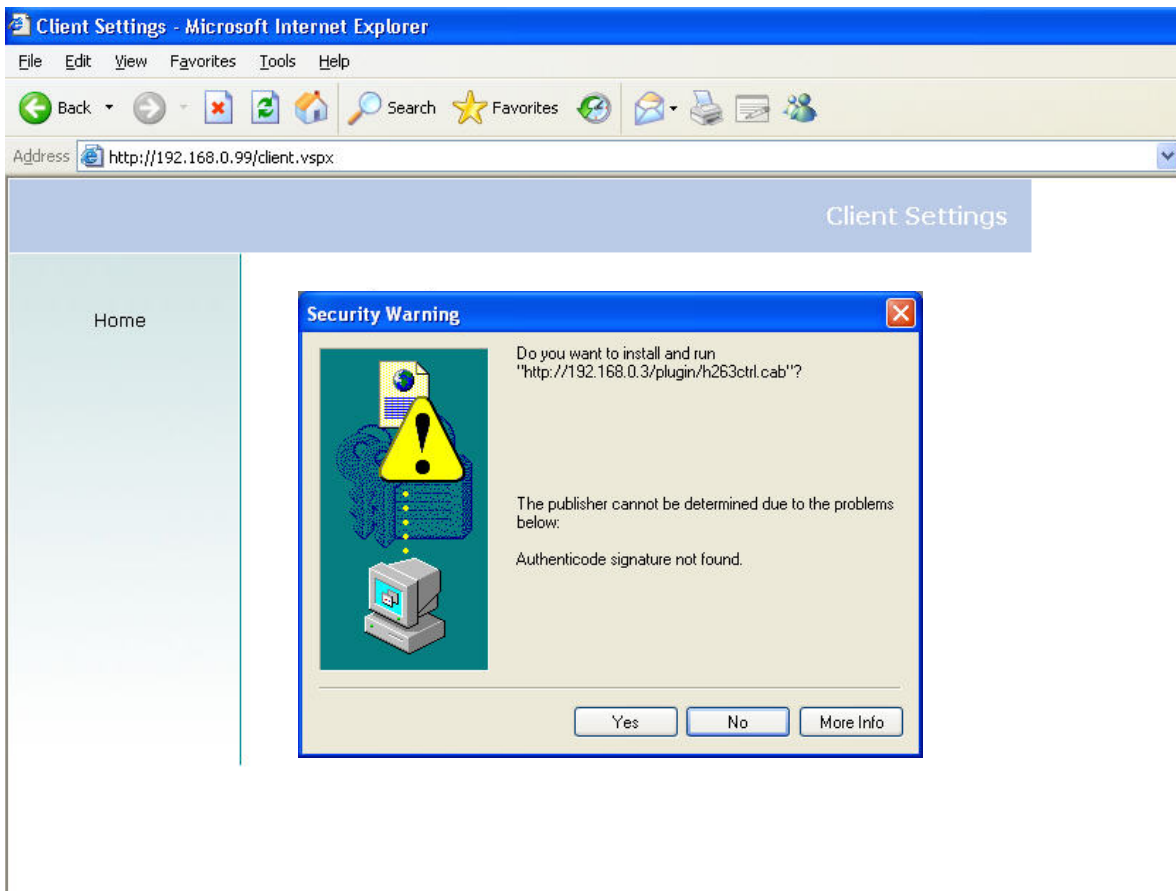 Client Settings - Microsoft Internet Explorer
File Edit View Favorites Tools Help
Back Search Favorites
Address http://192.168.0.99/client.vspx
Client Settings
Home
Security Warning
Do you want to install and run
"http://192.168.0.3/plugin/h263ctrl.cab"?
The publisher cannot be determined due to the problems
below:
Authenticode signature not found.
Yes No More Info